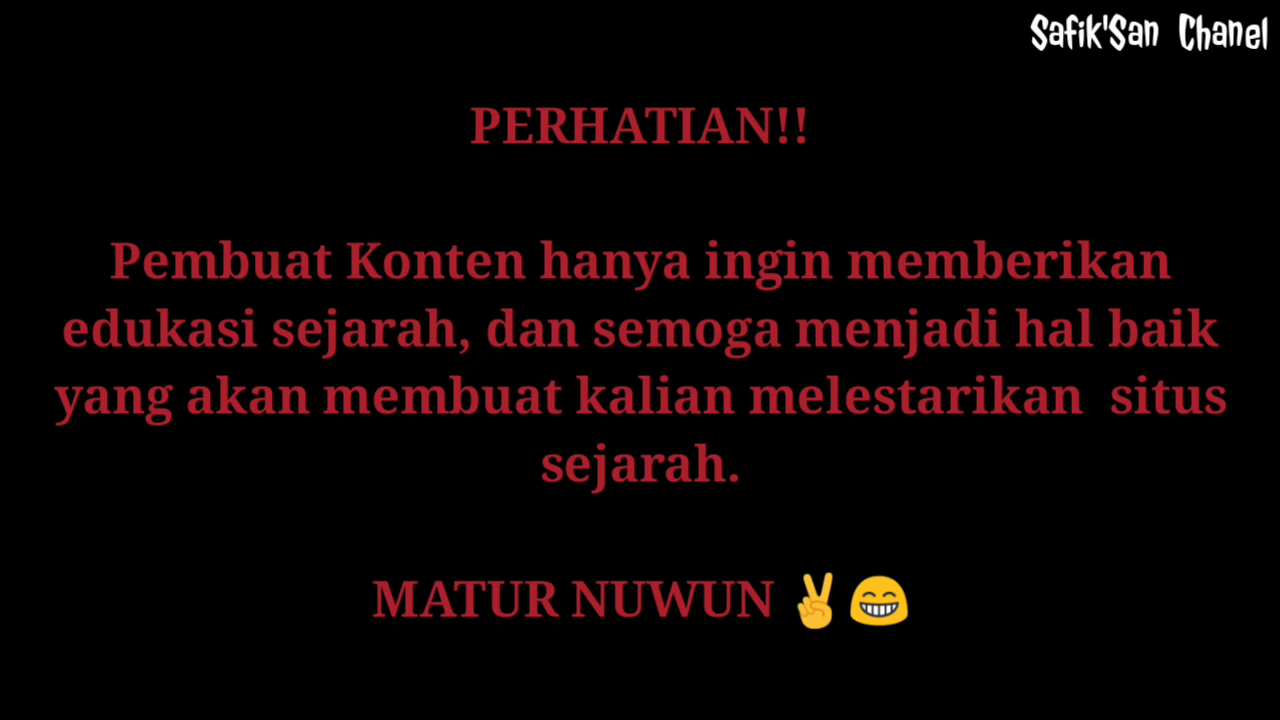 Safik'San Chanel
PERHATIAN!!
Pembuat Konten hanya ingin memberikan
edukasi sejarah, dan semoga menjadi hal baik
yang akan membuat kalian melestarikan situs
sejarah.
MATUR NUWUN ✌😁